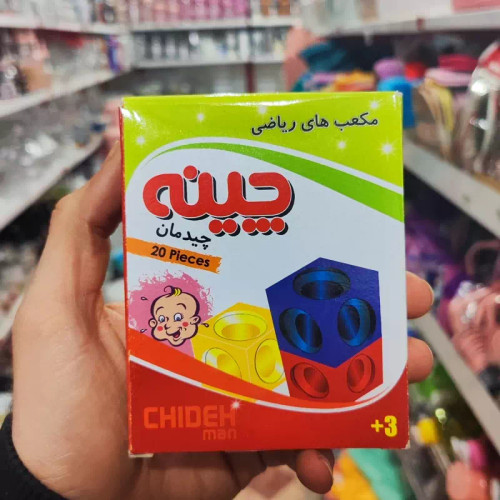 مکعب های ریاضی
چینه
چیدمان
20 Pieces
CHIDEH
man
+3